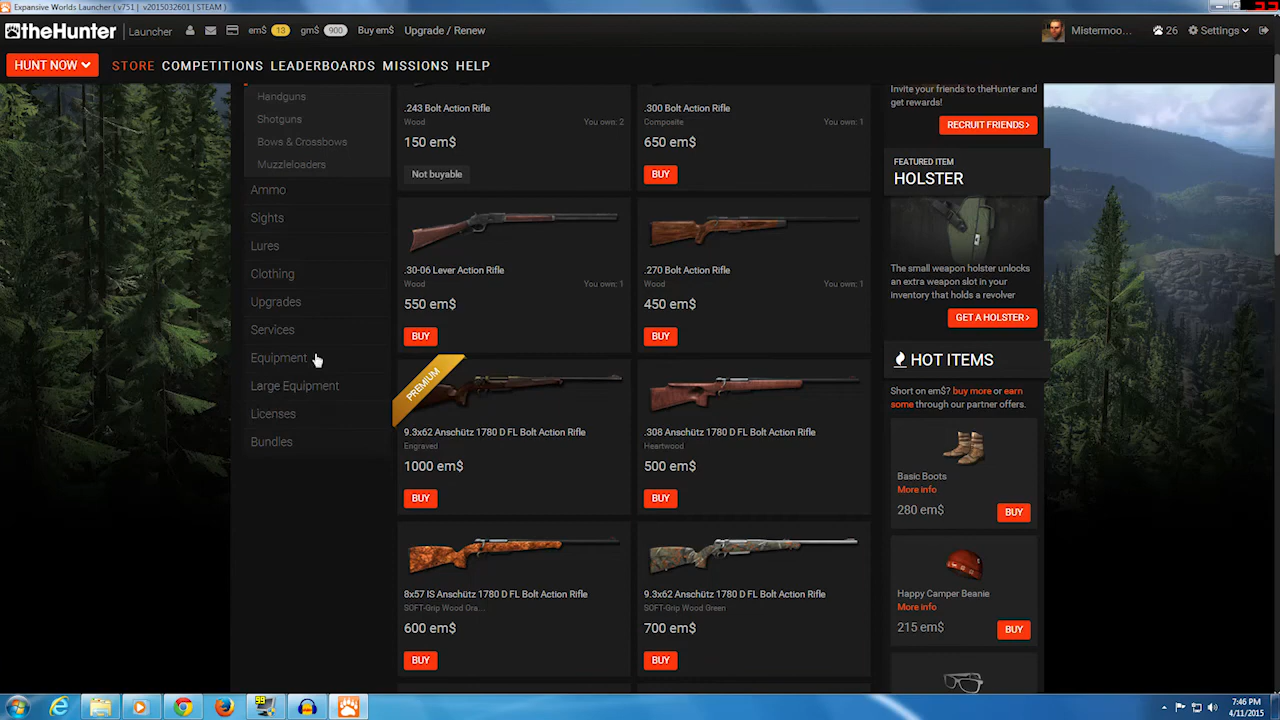 Expansive Worlds Launcher ( v751 | v2015032601 | STEAM )
theHunter Launcher em$ 13 gm$ 900 Buy em$ Upgrade / Renew Mistermoo... 26 Settings
HUNT NOW STORE COMPETITIONS LEADERBOARDS MISSIONS HELP
Handguns
Shotguns
Bows & Crossbows
Muzzleloaders
Ammo
Sights
Lures
Clothing
Upgrades
Services
Equipment
Large Equipment
Licenses
Bundles
.243 Bolt Action Rifle
Wood You own: 2
150 em$
Not buyable
.300 Bolt Action Rifle
Composite You own: 1
650 em$
BUY
.30-06 Lever Action Rifle
Wood You own: 1
550 em$
BUY
.270 Bolt Action Rifle
Wood You own: 1
450 em$
BUY
PREMIUM
9.3x62 Anschütz 1780 D FL Bolt Action Rifle
Engraved
1000 em$
BUY
.308 Anschütz 1780 D FL Bolt Action Rifle
Heartwood
500 em$
BUY
8x57 IS Anschütz 1780 D FL Bolt Action Rifle
SOFT-Grip Wood Ora...
600 em$
BUY
9.3x62 Anschütz 1780 D FL Bolt Action Rifle
SOFT-Grip Wood Green
700 em$
BUY
Invite your friends to theHunter and
get rewards!
RECRUIT FRIENDS›
FEATURED ITEM
HOLSTER
The small weapon holster unlocks
an extra weapon slot in your
inventory that holds a revolver
GET A HOLSTER›
HOT ITEMS
Short on em$? buy more or earn
some through our partner offers.
Basic Boots
More info
280 em$ BUY
Happy Camper Beanie
More info
215 em$ BUY
99
7:46 PM
4/11/2015